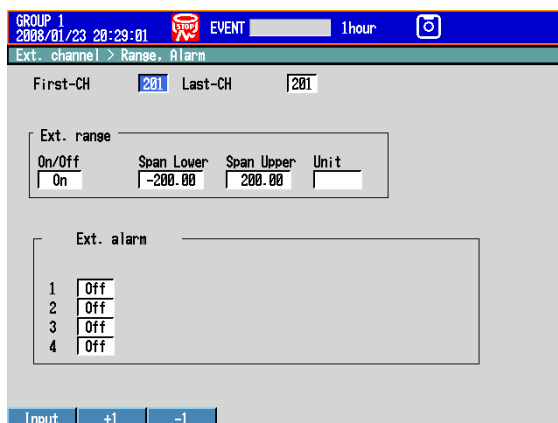 GROUP 1
2008/01/23 20:29:01 STOP EVENT 1hour
Ext. channel > Range, Alarm
First-CH 201 Last-CH 201
Ext. range
On/Off Span Lower Span Upper Unit
On -200.00 200.00
Ext. alarm
1 Off
2 Off
3 Off
4 Off
Input +1 -1